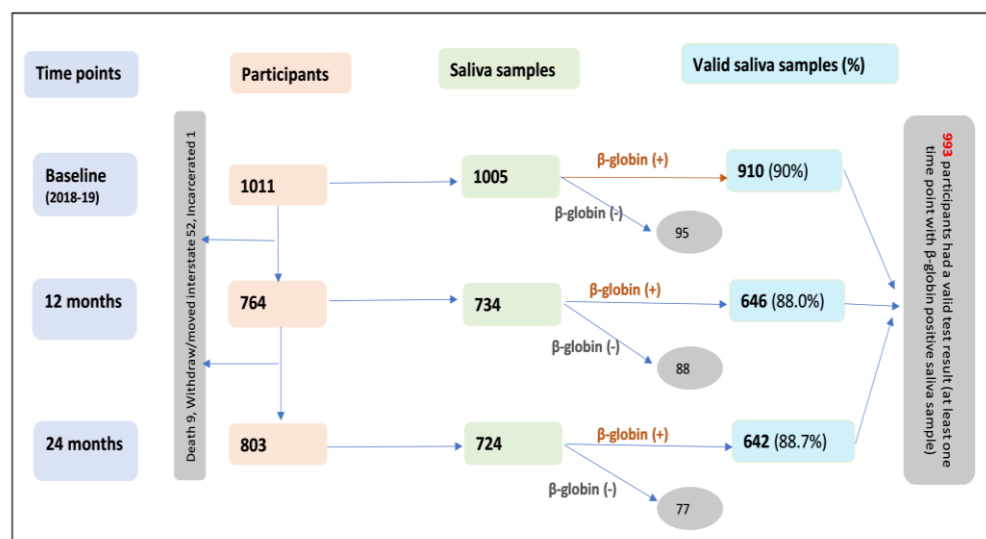 Time points
Participants
Saliva samples
Valid saliva samples (%)
Death 9, Withdraw/moved interstate 52, Incarcerated 1
Baseline
(2018-19)
1011
1005
β-globin (+)
910 (90%)
β-globin (-)
95
12 months
764
734
β-globin (+)
646 (88.0%)
β-globin (-)
88
24 months
803
724
β-globin (+)
642 (88.7%)
β-globin (-)
77
993 participants had a valid test result (at least one
time point with β-globin positive saliva sample)